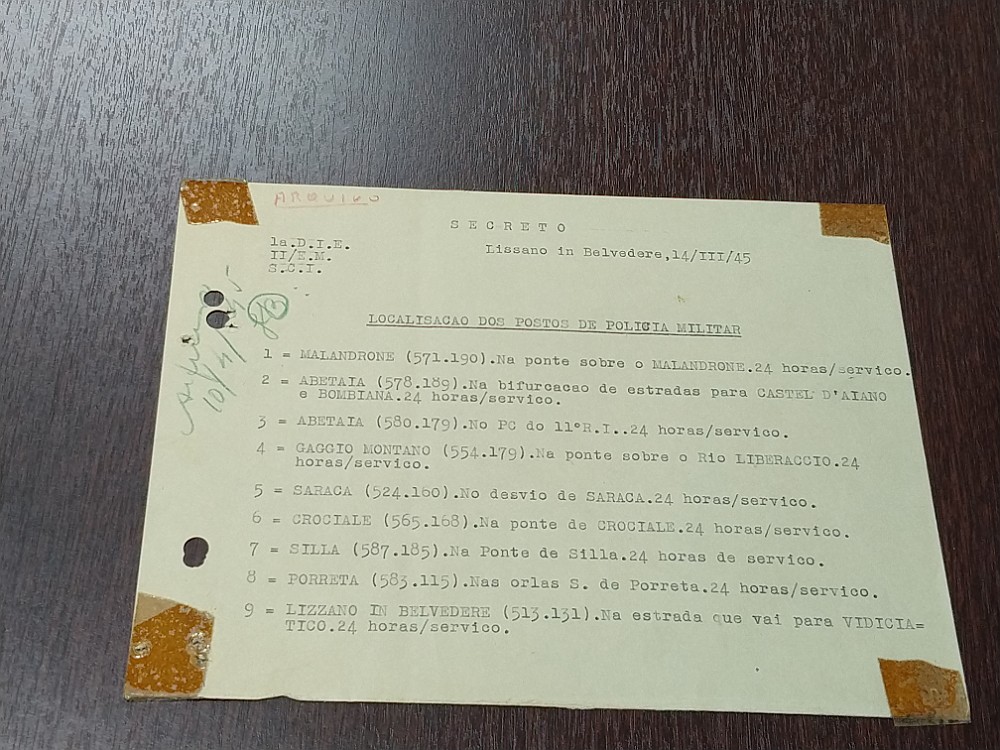 ARQUIVO
S E C R E T O
1a.D.I.E.
II/E.M.
S.C.I.
Lissano in Belvedere,14/III/45
LOCALISACAO DOS POSTOS DE POLICIA MILITAR
1 = MALANDRONE (571.190).Na ponte sobre o MALANDRONE.24 horas/servico.
2 = ABETAIA (578.189).Na bifurcacao de estradas para CASTEL D'AIANO
e BOMBIANA.24 horas/servico.
3 = ABETAIA (580.179).No PC do 11ºR.I..24 horas/servico.
4 = GAGGIO MONTANO (554.179).Na ponte sobre o Rio LIBERACCIO.24
horas/servico.
5 = SARACA (524.160).No desvio de SARACA.24 horas/servico.
6 = CROCIALE (565.168).Na ponte de CROCIALE.24 horas/servico.
7 = SILLA (587.185).Na Ponte de Silla.24 horas de servico.
8 = PORRETA (583.115).Nas orlas S. de Porreta.24 horas/servico.
9 = LIZZANO IN BELVEDERE (513.131).Na estrada que vai para VIDICIA=
TICO.24 horas/servico.